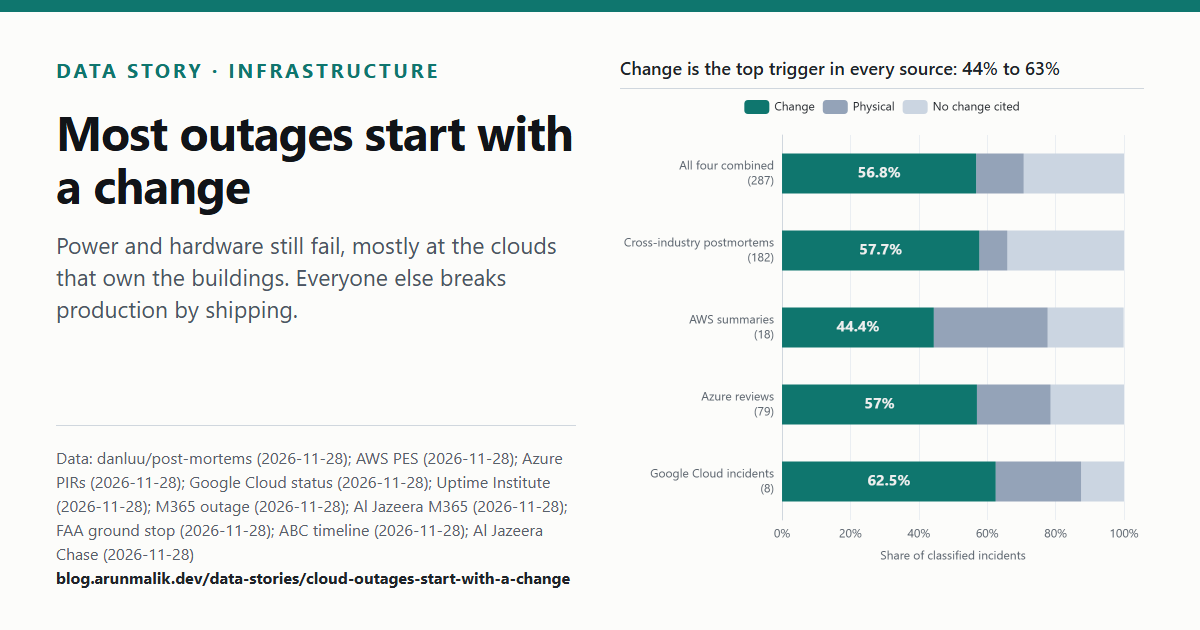 DATA STORY · INFRASTRUCTURE
Most outages start with
a change
Power and hardware still fail, mostly at the clouds
that own the buildings. Everyone else breaks
production by shipping.
Data: danluu/post-mortems (2026-11-28); AWS PES (2026-11-28); Azure
PIRs (2026-11-28); Google Cloud status (2026-11-28); Uptime Institute
(2026-11-28); M365 outage (2026-11-28); Al Jazeera M365 (2026-11-28);
FAA ground stop (2026-11-28); ABC timeline (2026-11-28); Al Jazeera
Chase (2026-11-28)
blog.arunmalik.dev/data-stories/cloud-outages-start-with-a-change
Change is the top trigger in every source: 44% to 63%
Change Physical No change cited
All four combined
(287)
56.8%
Cross-industry postmortems
(182)
57.7%
AWS summaries
(18)
44.4%
Azure reviews
(79)
57%
Google Cloud incidents
(8)
62.5%
0% 20% 40% 60% 80% 100%
Share of classified incidents